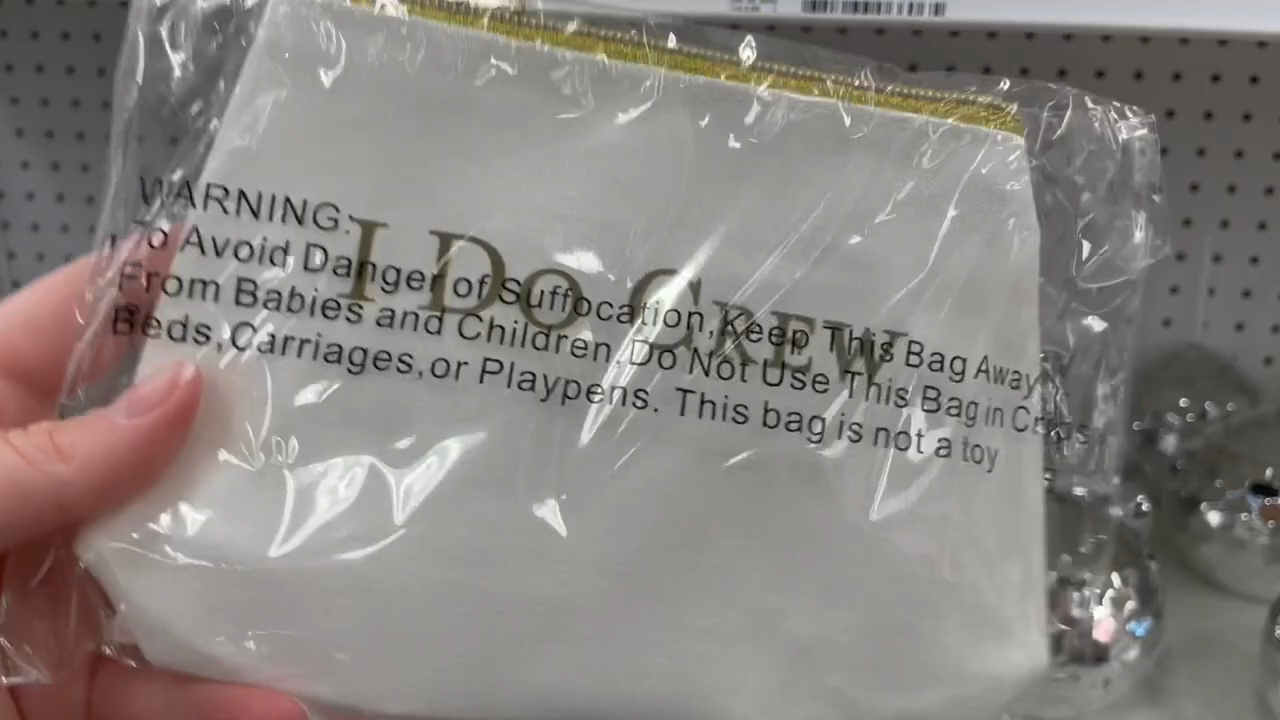 WARNING:
To Avoid Danger of Suffocation,Keep This Bag Away
From Babies and Children.Do Not Use This Bag in Cribs,
Beds,Carriages,or Playpens. This bag is not a toy
I DO CREW